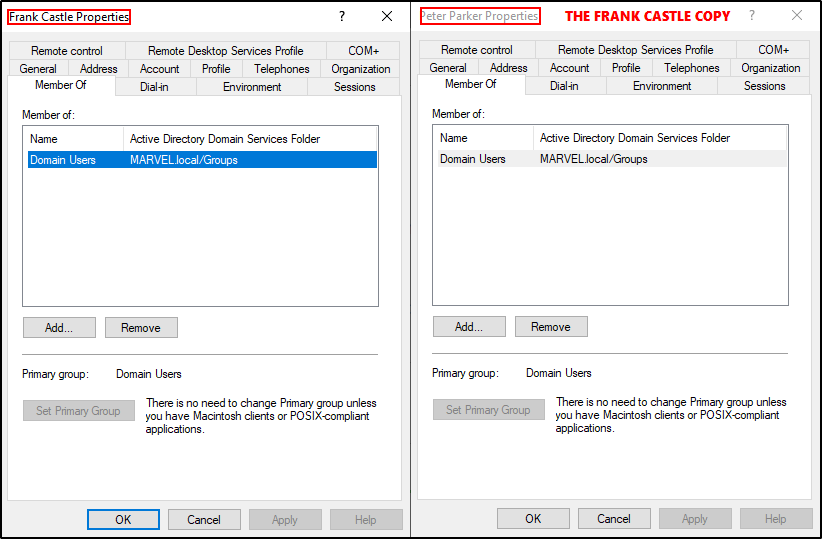 Frank Castle Properties
?
Remote control
Remote Desktop Services Profile
COM+
General
Address
Account
Profile
Telephones
Organization
Member Of
Dial-in
Environment
Sessions
Member of:
Name
Active Directory Domain Services Folder
Domain Users
MARVEL.local/Groups
Add...
Remove
Primary group:
Domain Users
Set Primary Group
There is no need to change Primary group unless
you have Macintosh clients or POSIX-compliant
applications.
OK
Cancel
Apply
Help
Peter Parker Properties
THE FRANK CASTLE COPY
?
Remote control
Remote Desktop Services Profile
COM+
General
Address
Account
Profile
Telephones
Organization
Member Of
Dial-in
Environment
Sessions
Member of:
Name
Active Directory Domain Services Folder
Domain Users
MARVEL.local/Groups
Add...
Remove
Primary group:
Domain Users
Set Primary Group
There is no need to change Primary group unless
you have Macintosh clients or POSIX-compliant
applications.
OK
Cancel
Apply
Help